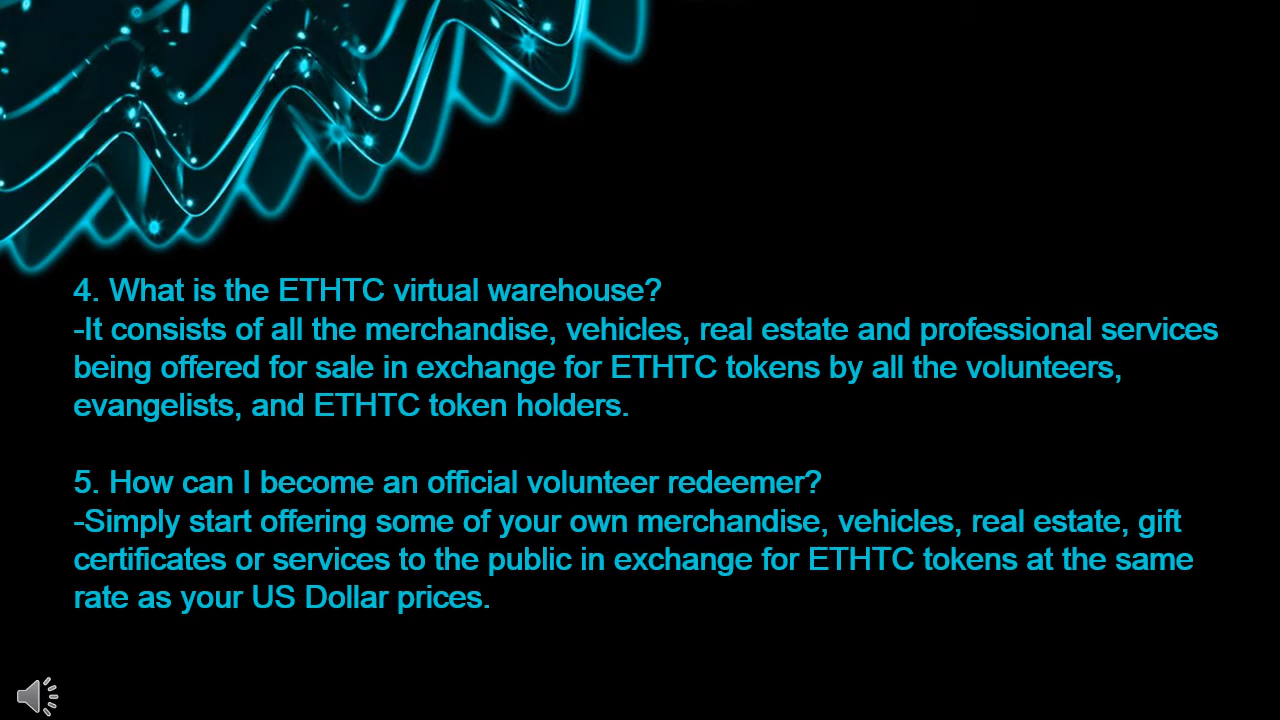 4. What is the ETHTC virtual warehouse?
-It consists of all the merchandise, vehicles, real estate and professional services
being offered for sale in exchange for ETHTC tokens by all the volunteers,
evangelists, and ETHTC token holders.
5. How can I become an official volunteer redeemer?
-Simply start offering some of your own merchandise, vehicles, real estate, gift
certificates or services to the public in exchange for ETHTC tokens at the same
rate as your US Dollar prices.